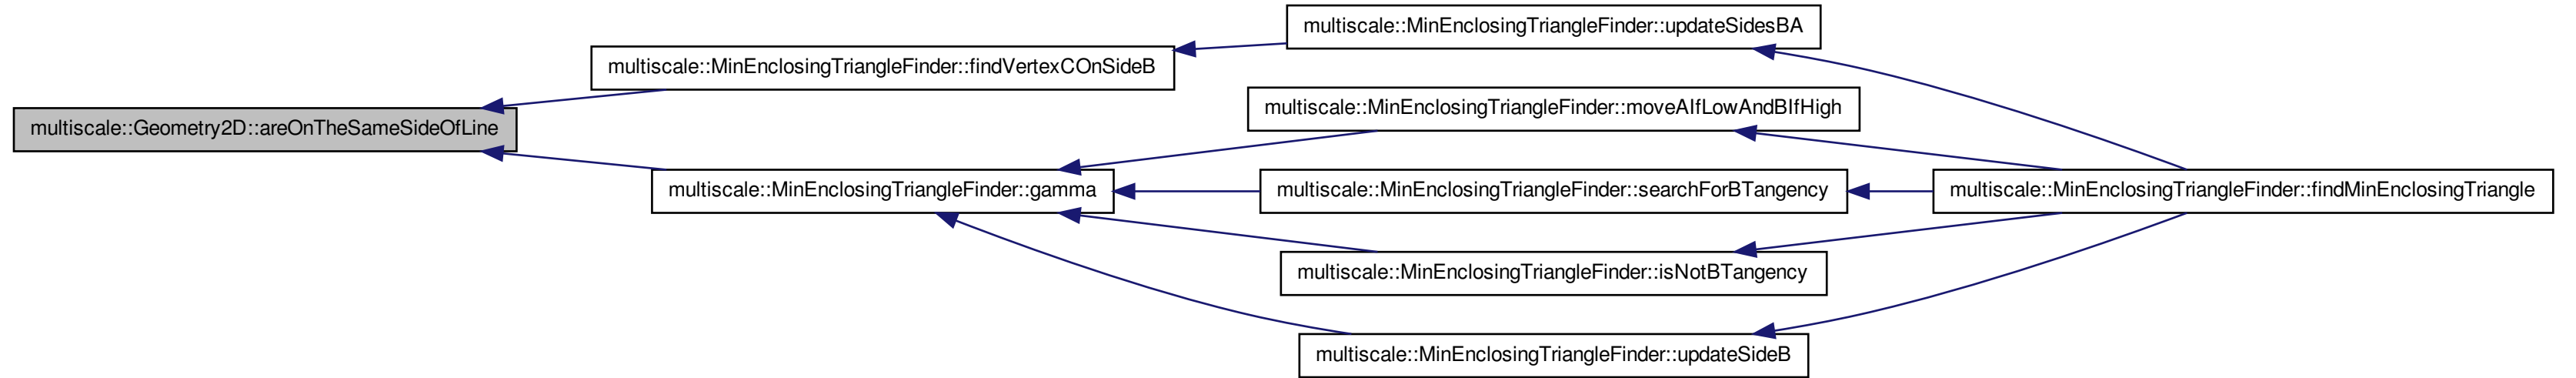 multiscale::MinEnclosingTriangleFinder::updateSidesBA
multiscale::MinEnclosingTriangleFinder::findVertexCOnSideB
multiscale::MinEnclosingTriangleFinder::moveAIfLowAndBIfHigh
multiscale::Geometry2D::areOnTheSameSideOfLine
multiscale::MinEnclosingTriangleFinder::gamma
multiscale::MinEnclosingTriangleFinder::searchForBTangency
multiscale::MinEnclosingTriangleFinder::findMinEnclosingTriangle
multiscale::MinEnclosingTriangleFinder::isNotBTangency
multiscale::MinEnclosingTriangleFinder::updateSideB